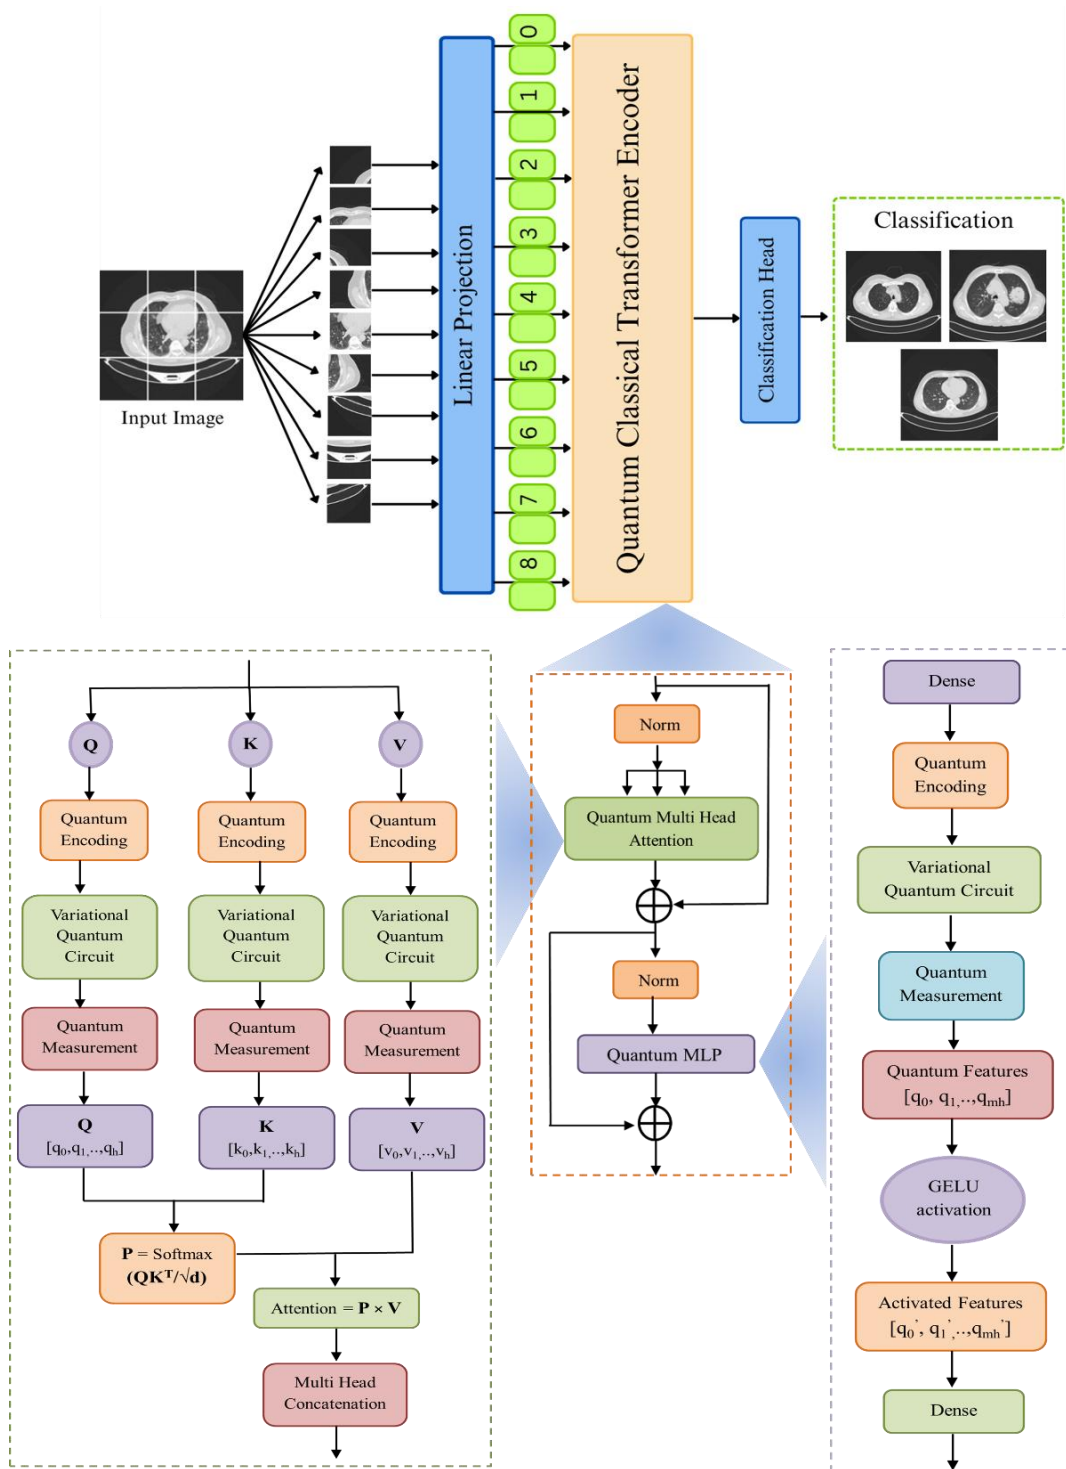 Input Image
Linear Projection
0
1
2
3
4
5
6
7
8
Quantum Classical Transformer Encoder
Classification Head
Classification
Q
K
V
Quantum
Encoding
Quantum
Encoding
Quantum
Encoding
Variational
Quantum
Circuit
Variational
Quantum
Circuit
Variational
Quantum
Circuit
Quantum
Measurement
Quantum
Measurement
Quantum
Measurement
Q
[q₀,q₁,..,qₕ]
K
[k₀,k₁,..,kₕ]
V
[v₀,v₁,..,vₕ]
P = Softmax
(QKᵀ/√d)
Attention = P × V
Multi Head
Concatenation
Norm
Quantum Multi Head
Attention
Norm
Quantum MLP
Dense
Quantum
Encoding
Variational
Quantum Circuit
Quantum
Measurement
Quantum Features
[q₀, q₁,..,qₘₕ]
GELU
activation
Activated Features
[q₀', q₁',..,qₘₕ']
Dense